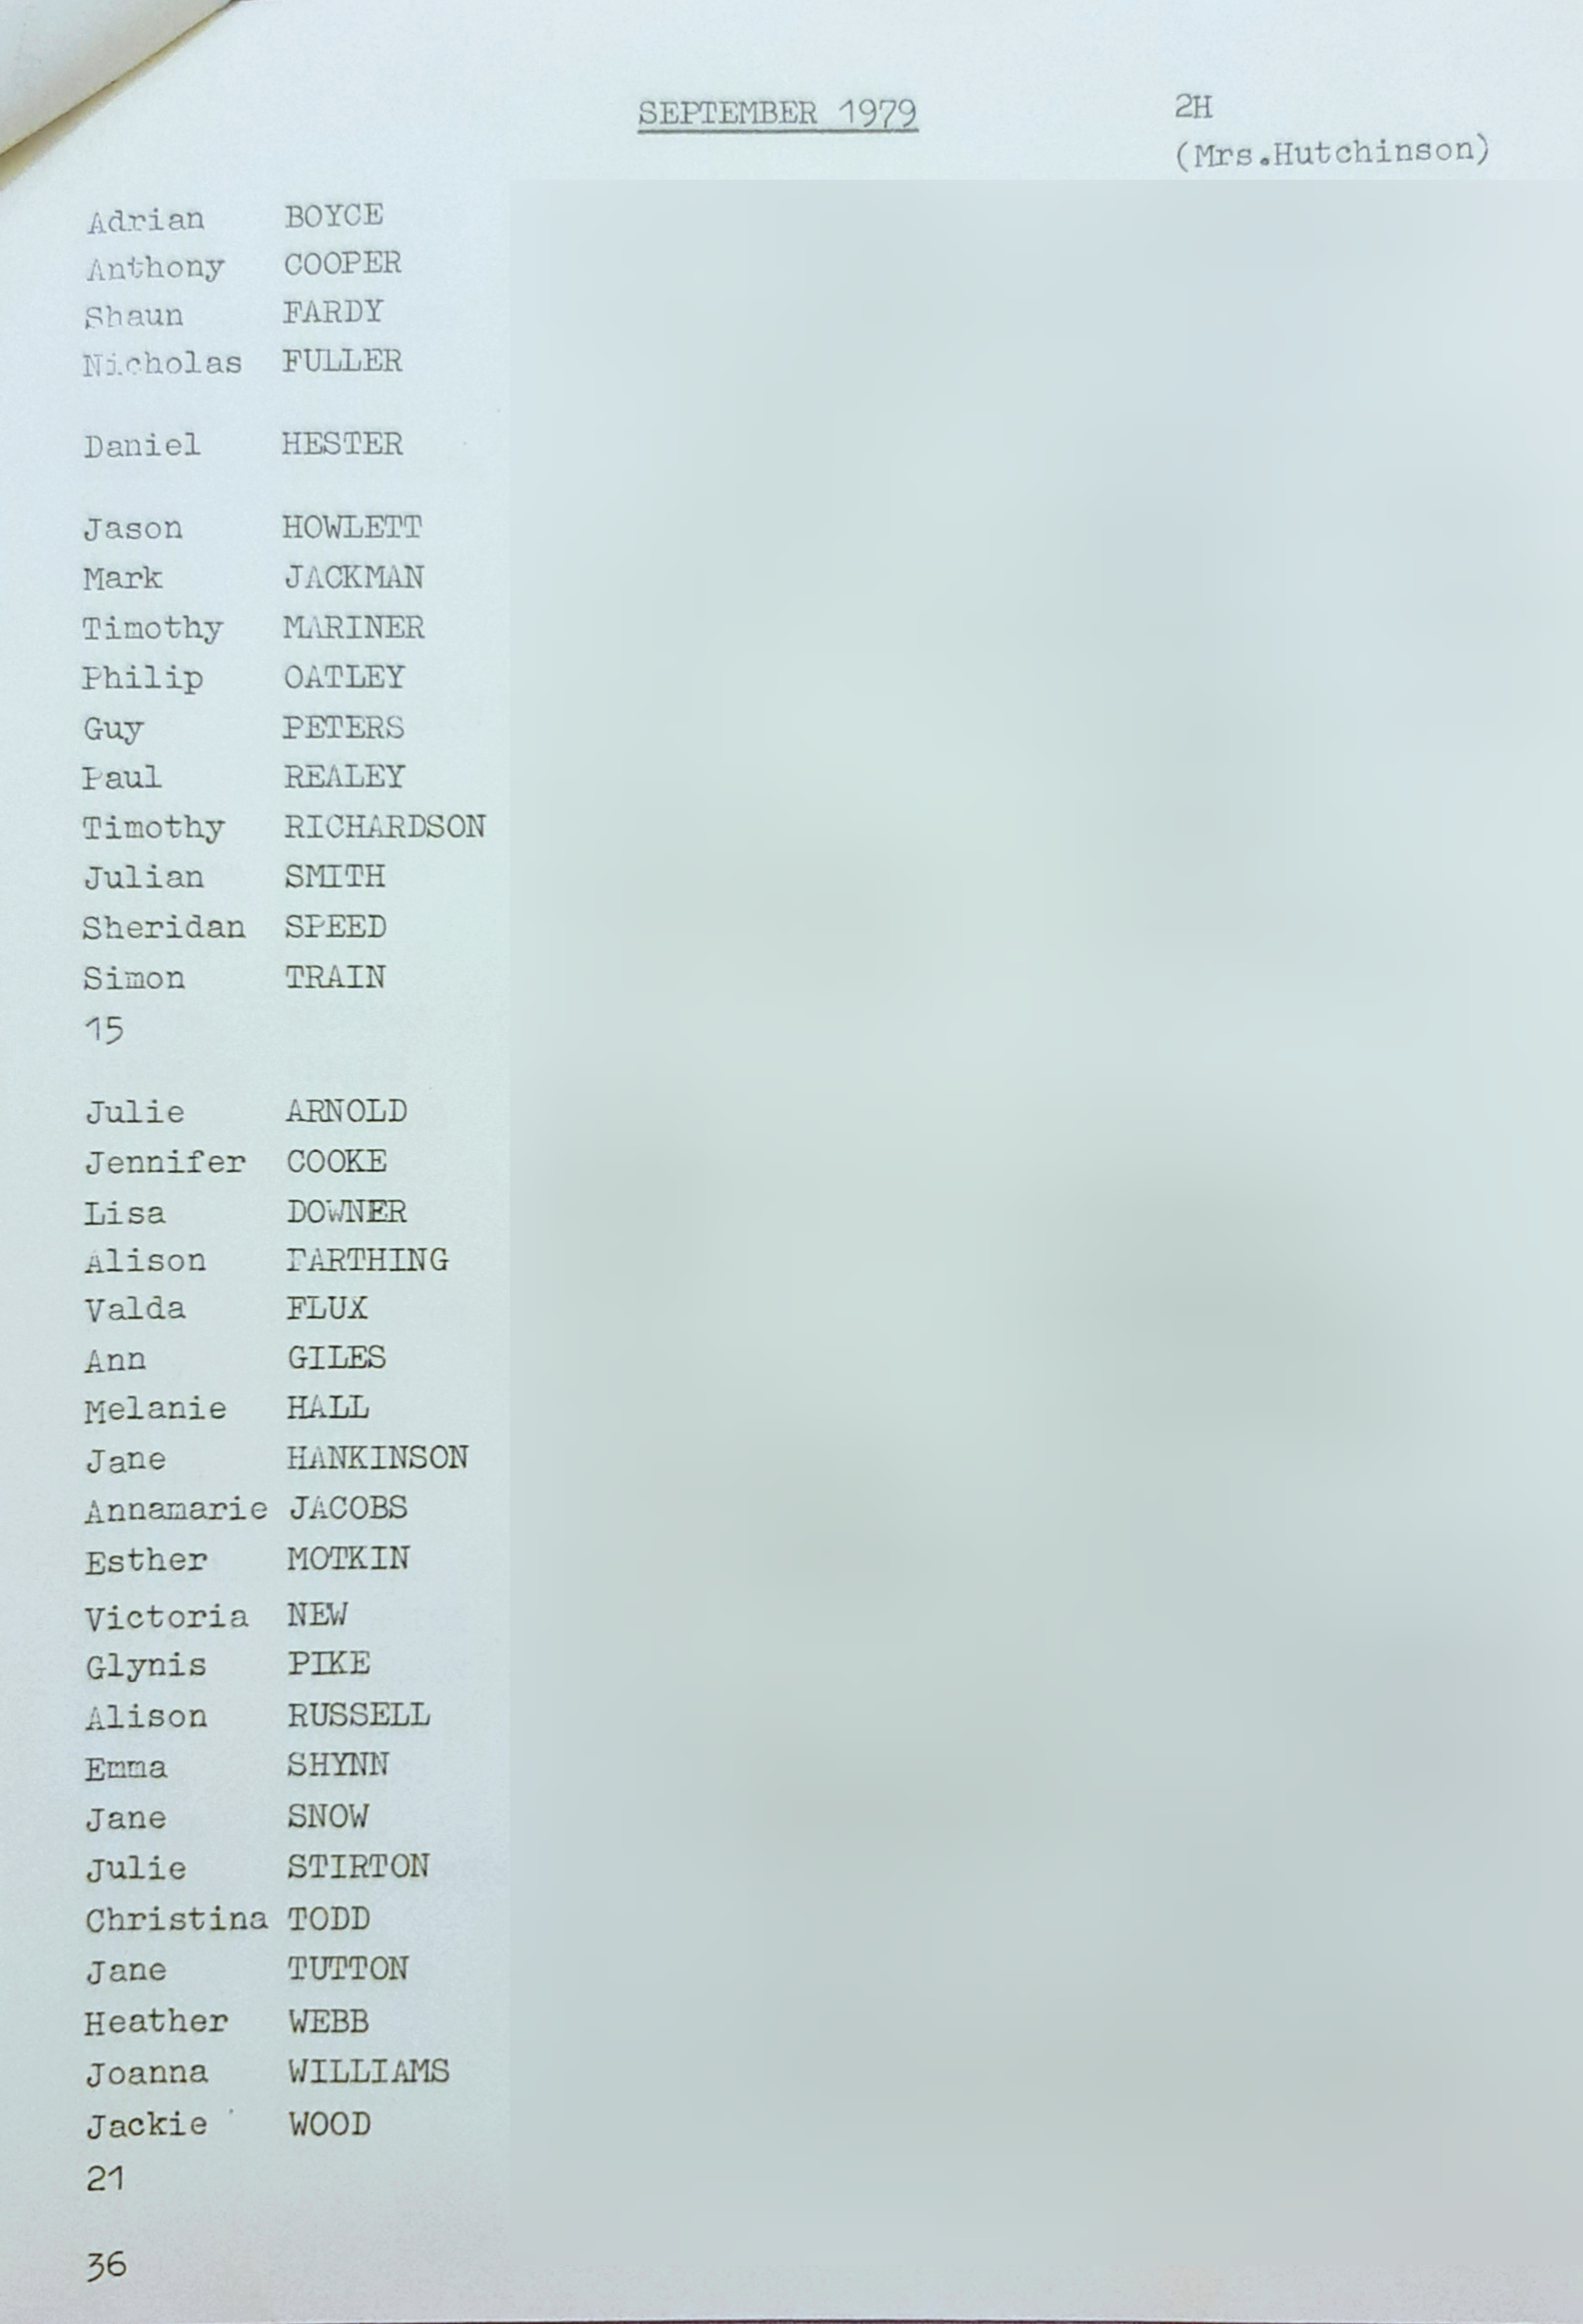 SEPTEMBER 1979
2H
(Mrs.Hutchinson)
Adrian BOYCE
Anthony COOPER
Shaun FARDY
Nicholas FULLER
Daniel HESTER
Jason HOWLETT
Mark JACKMAN
Timothy MARINER
Philip OATLEY
Guy PETERS
Paul REALEY
Timothy RICHARDSON
Julian SMITH
Sheridan SPEED
Simon TRAIN
15
Julie ARNOLD
Jennifer COOKE
Lisa DOWNER
Alison FARTHING
Valda FLUX
Ann GILES
Melanie HALL
Jane HANKINSON
Annamarie JACOBS
Esther MOTKIN
Victoria NEW
Glynis PIKE
Alison RUSSELL
Emma SHYNN
Jane SNOW
Julie STIRTON
Christina TODD
Jane TUTTON
Heather WEBB
Joanna WILLIAMS
Jackie WOOD
21
36